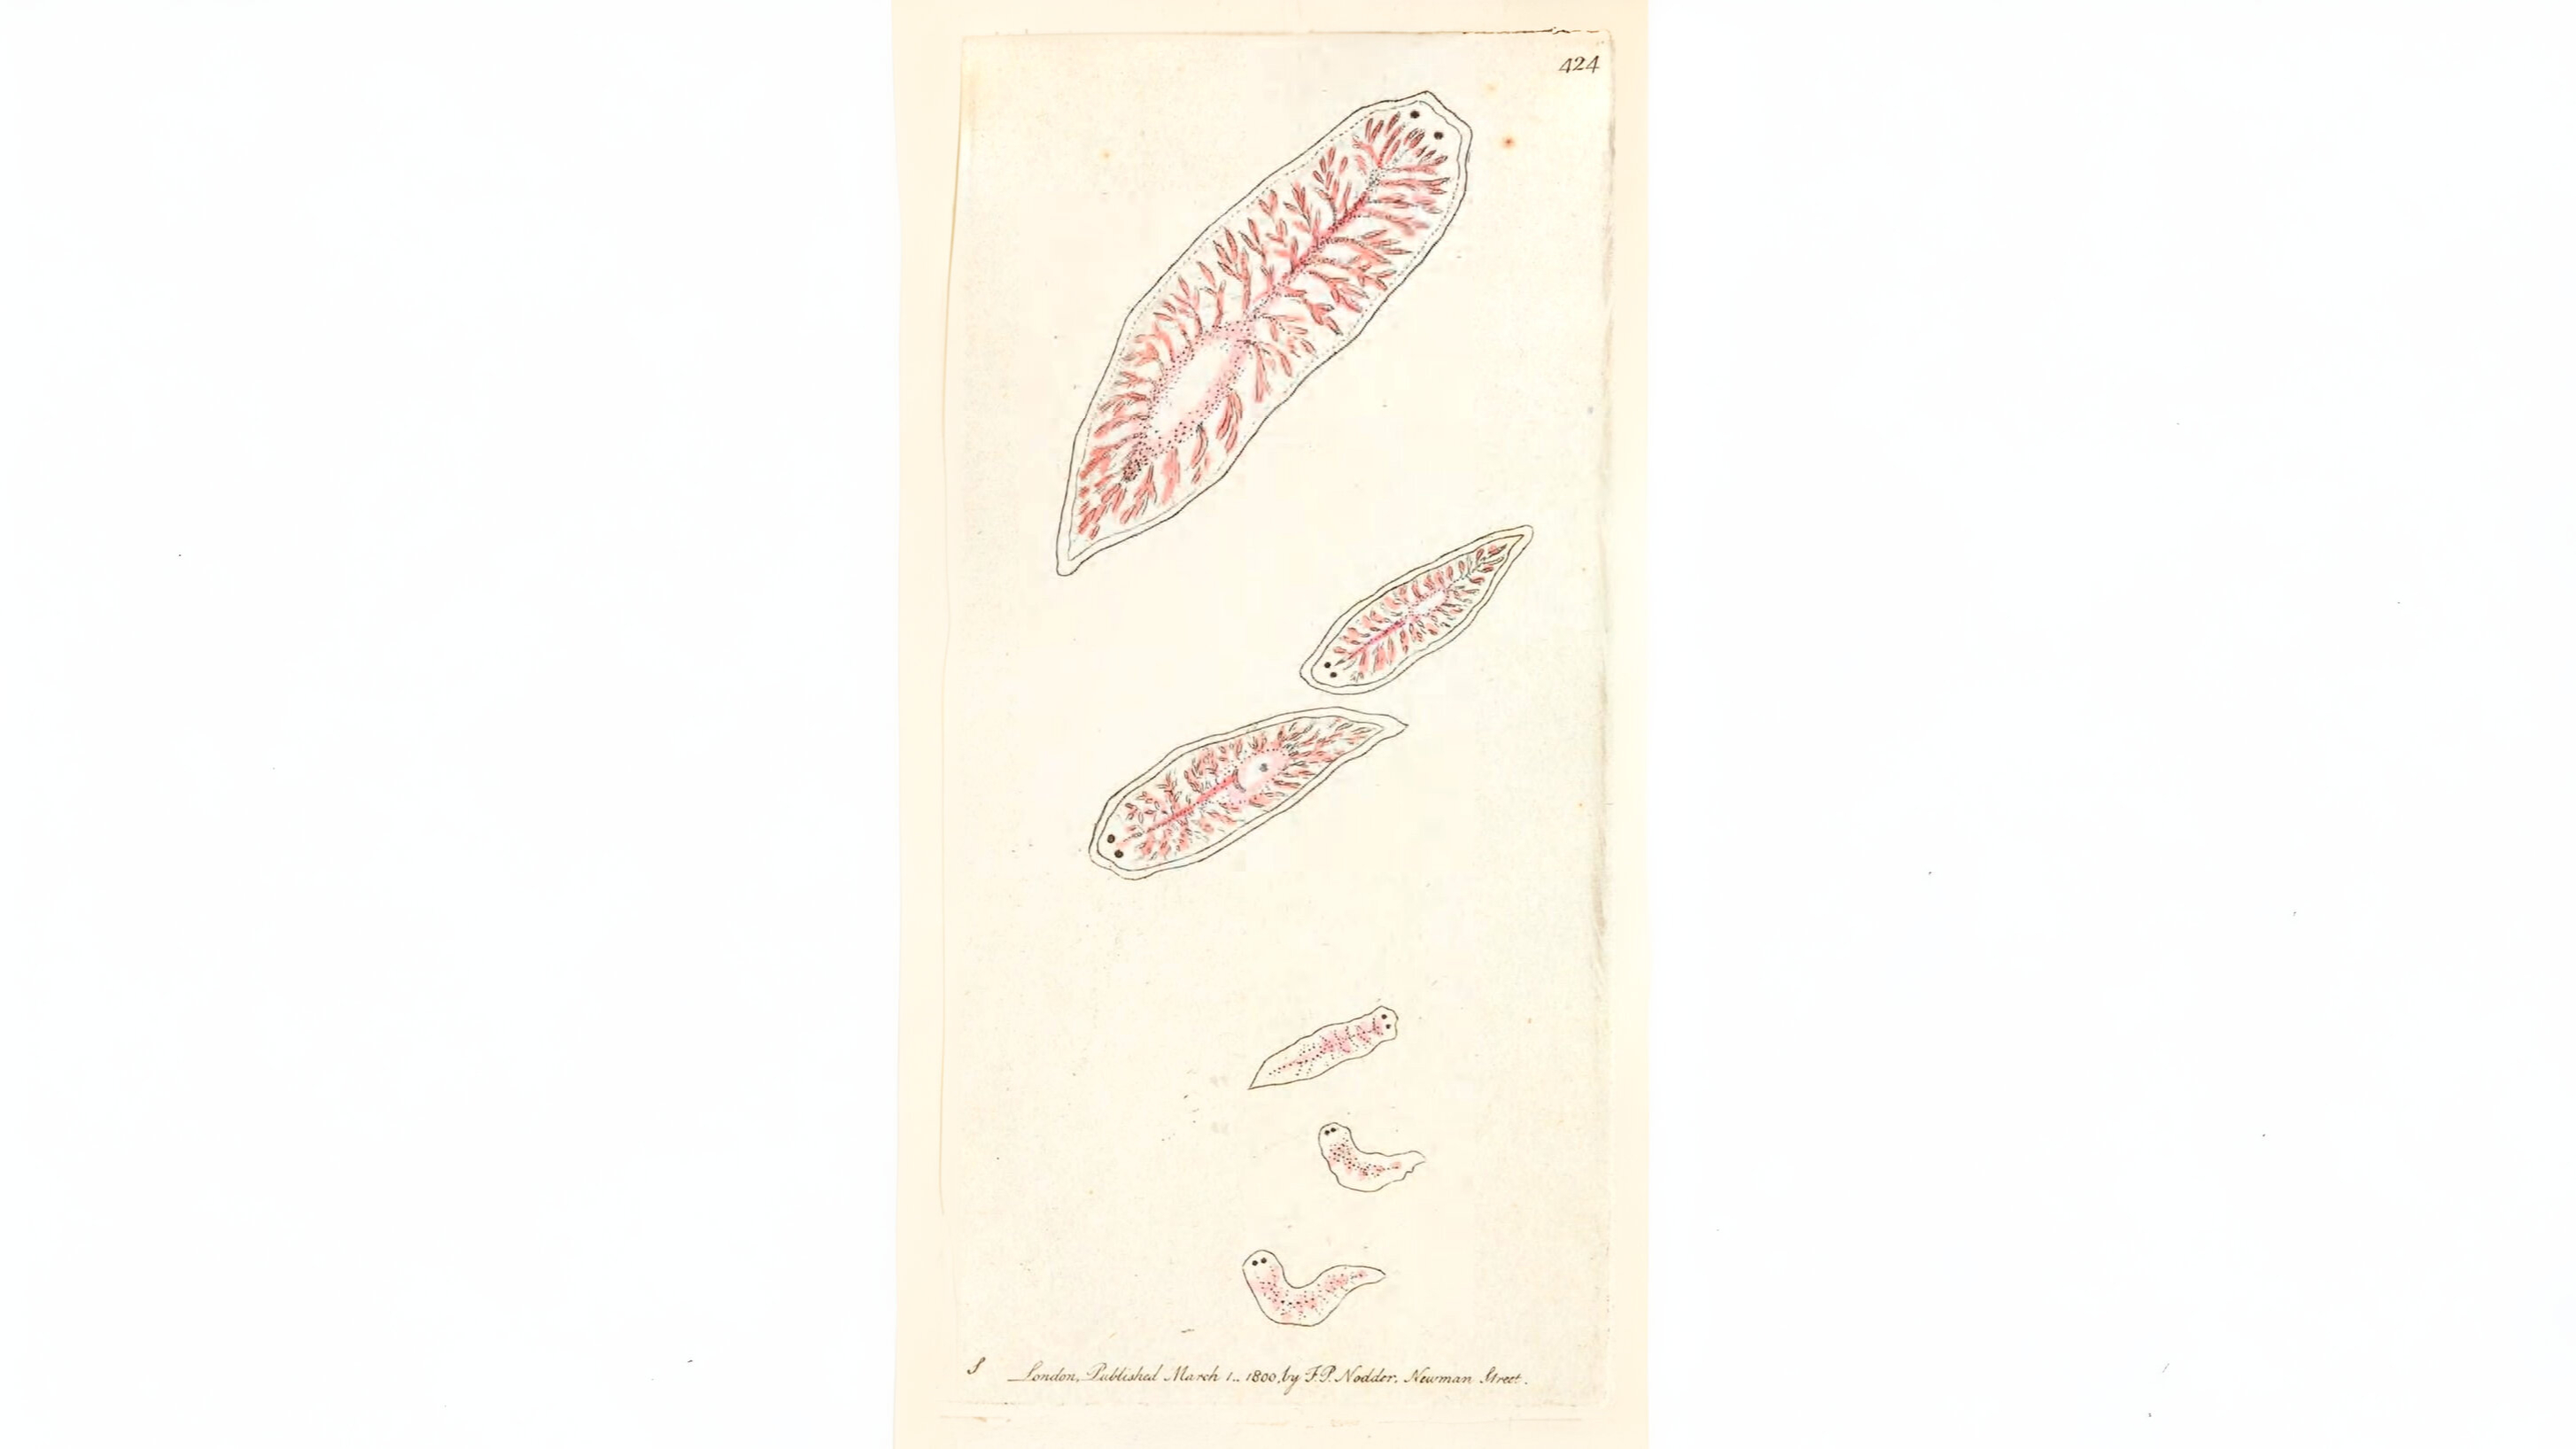 424
London, Published March 1.. 1800, by F.P. Nodder, Newman Street.